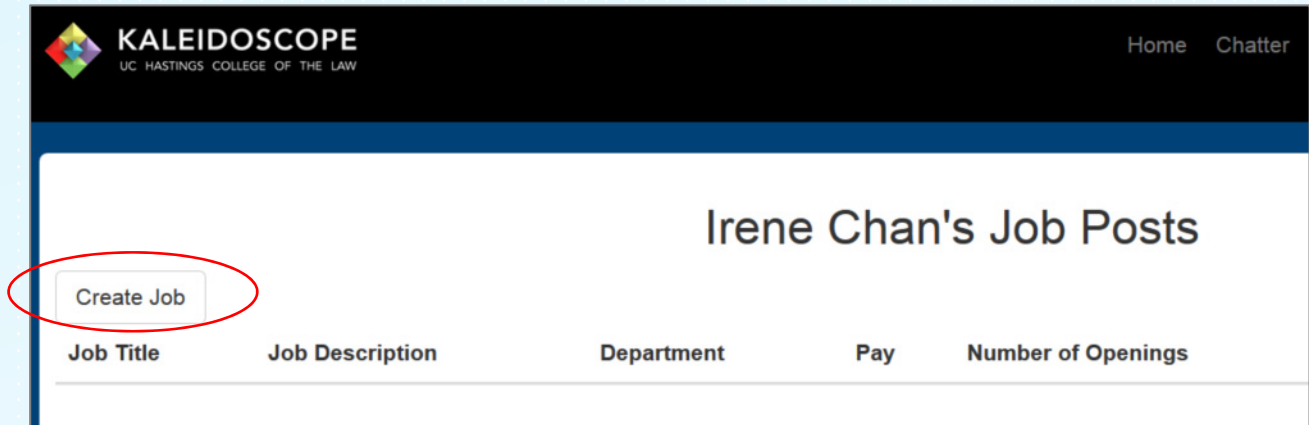 KALEIDOSCOPE
UC HASTINGS COLLEGE OF THE LAW
Home Chatter
Irene Chan's Job Posts
Create Job
Job Title Job Description Department Pay Number of Openings